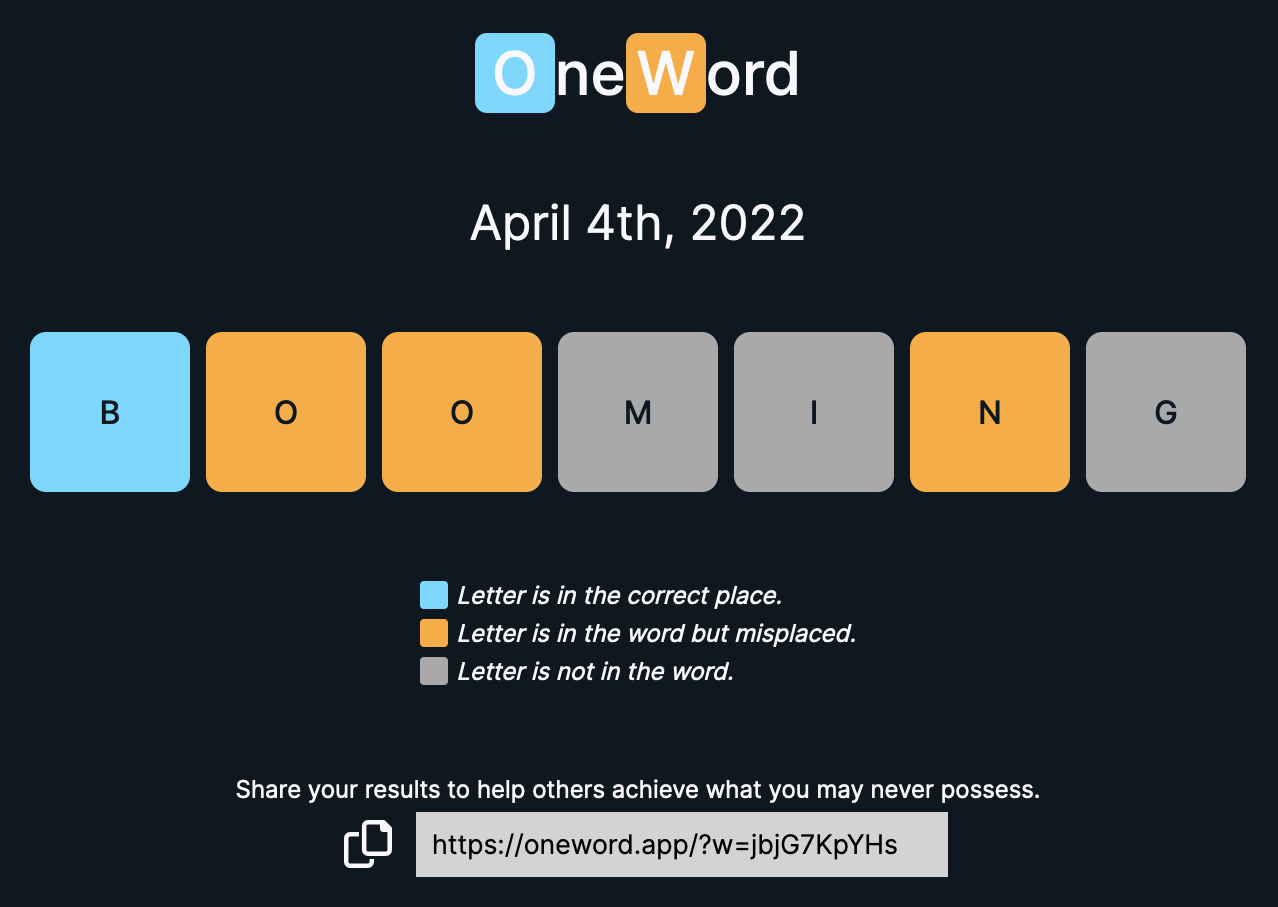 OneWord
April 4th, 2022
B O O M I N G
Letter is in the correct place.
Letter is in the word but misplaced.
Letter is not in the word.
Share your results to help others achieve what you may never possess.
https://oneword.app/?w=jbjG7KpYHs